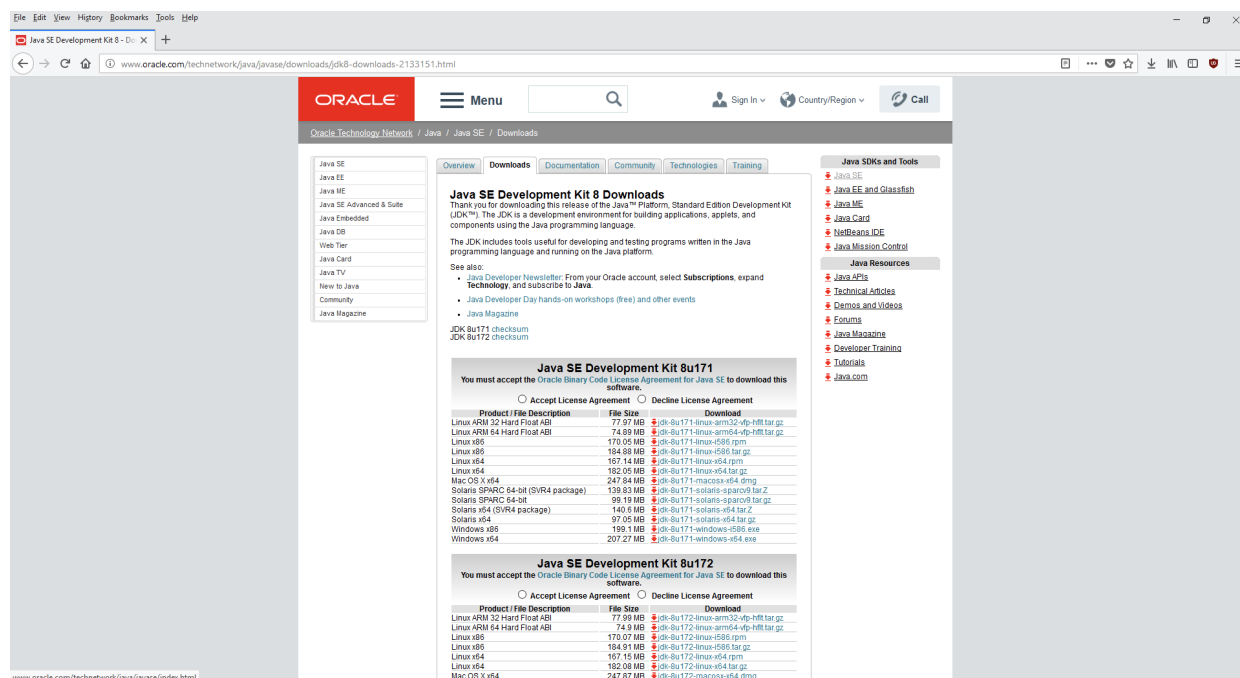 File Edit View History Bookmarks Tools Help
Java SE Development Kit 8 - Do
www.oracle.com/technetwork/java/javase/downloads/jdk8-downloads-2133151.html
ORACLE
Menu
Sign In
Country/Region
Call
Oracle Technology Network / Java / Java SE / Downloads
Java SE
Java EE
Java ME
Java SE Advanced & Suite
Java Embedded
Java DB
Web Tier
Java Card
Java TV
New to Java
Community
Java Magazine
Overview Downloads Documentation Community Technologies Training
Java SE Development Kit 8 Downloads
Thank you for downloading this release of the Java™ Platform, Standard Edition Development Kit
(JDK™). The JDK is a development environment for building applications, applets, and
components using the Java programming language.
The JDK includes tools useful for developing and testing programs written in the Java
programming language and running on the Java platform.
See also:
• Java Developer Newsletter: From your Oracle account, select Subscriptions, expand
Technology, and subscribe to Java.
• Java Developer Day hands-on workshops (free) and other events
• Java Magazine
JDK 8u171 checksum
JDK 8u172 checksum
Java SE Development Kit 8u171
You must accept the Oracle Binary Code License Agreement for Java SE to download this
software.
Accept License Agreement Decline License Agreement
Product / File Description File Size Download
Linux ARM 32 Hard Float ABI 77.97 MB jdk-8u171-linux-arm32-vfp-hflt.tar.gz
Linux ARM 64 Hard Float ABI 74.89 MB jdk-8u171-linux-arm64-vfp-hflt.tar.gz
Linux x86 170.05 MB jdk-8u171-linux-i586.rpm
Linux x86 184.88 MB jdk-8u171-linux-i586.tar.gz
Linux x64 167.14 MB jdk-8u171-linux-x64.rpm
Linux x64 182.05 MB jdk-8u171-linux-x64.tar.gz
Mac OS X x64 247.84 MB jdk-8u171-macosx-x64.dmg
Solaris SPARC 64-bit (SVR4 package) 139.83 MB jdk-8u171-solaris-sparcv9.tar.Z
Solaris SPARC 64-bit 99.19 MB jdk-8u171-solaris-sparcv9.tar.gz
Solaris x64 (SVR4 package) 140.6 MB jdk-8u171-solaris-x64.tar.Z
Solaris x64 97.05 MB jdk-8u171-solaris-x64.tar.gz
Windows x86 199.1 MB jdk-8u171-windows-i586.exe
Windows x64 207.27 MB jdk-8u171-windows-x64.exe
Java SE Development Kit 8u172
You must accept the Oracle Binary Code License Agreement for Java SE to download this
software.
Accept License Agreement Decline License Agreement
Product / File Description File Size Download
Linux ARM 32 Hard Float ABI 77.99 MB jdk-8u172-linux-arm32-vfp-hflt.tar.gz
Linux ARM 64 Hard Float ABI 74.9 MB jdk-8u172-linux-arm64-vfp-hflt.tar.gz
Linux x86 170.07 MB jdk-8u172-linux-i586.rpm
Linux x86 184.91 MB jdk-8u172-linux-i586.tar.gz
Linux x64 167.15 MB jdk-8u172-linux-x64.rpm
Linux x64 182.08 MB jdk-8u172-linux-x64.tar.gz
Mac OS X x64 247.87 MB jdk-8u172-macosx-x64.dmg
Java SDKs and Tools
Java SE
Java EE and Glassfish
Java ME
Java Card
NetBeans IDE
Java Mission Control
Java Resources
Java APIs
Technical Articles
Demos and Videos
Forums
Java Magazine
Developer Training
Tutorials
Java.com
www.oracle.com/technetwork/java/javase/index.html